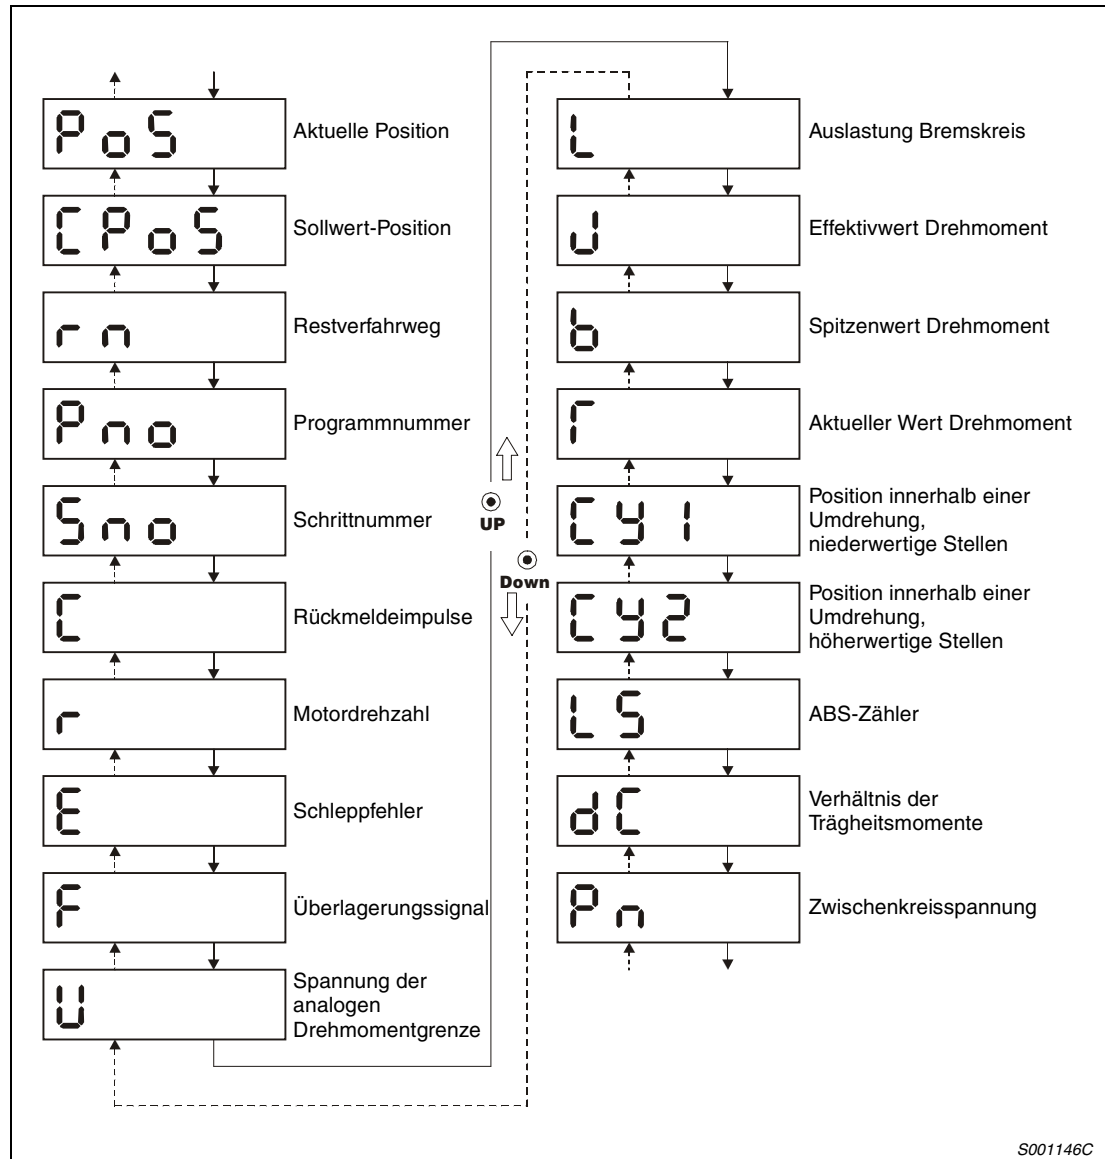 PoS
Aktuelle Position
CPoS
Sollwert-Position
rn
Restverfahrweg
Pno
Programmnummer
Sno
Schrittnummer
C
Rückmeldeimpulse
r
Motordrehzahl
E
Schleppfehler
F
Überlagerungssignal
U
Spannung der
analogen
Drehmomentgrenze
UP
Down
L
Auslastung Bremskreis
J
Effektivwert Drehmoment
b
Spitzenwert Drehmoment
T
Aktueller Wert Drehmoment
Cy1
Position innerhalb einer
Umdrehung,
niederwertige Stellen
Cy2
Position innerhalb einer
Umdrehung,
höherwertige Stellen
LS
ABS-Zähler
dC
Verhältnis der
Trägheitsmomente
Pn
Zwischenkreisspannung
S001146C